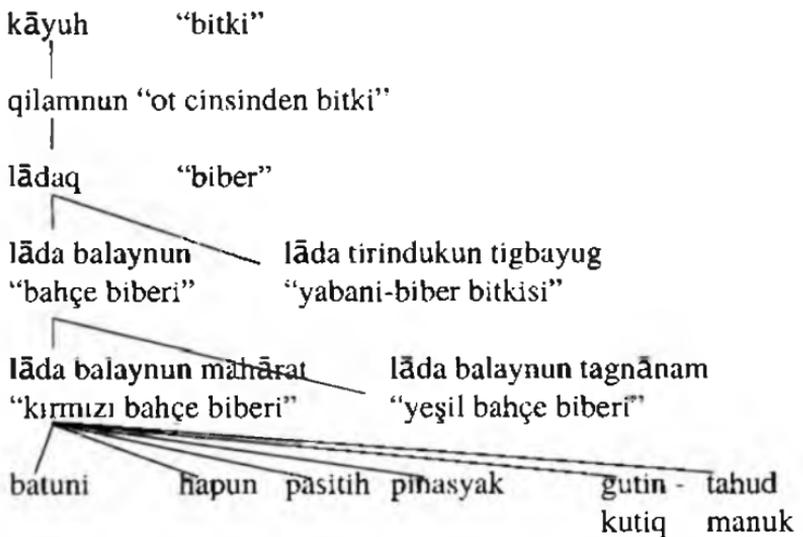 kāyuh “bitki”
qilamnun “ot cinsinden bitki”
lādaq “biber”
lāda balaynun lāda tirindukun tigbayug
“bahçe biberi” “yabani-biber bitkisi”
lāda balaynun mahārat lāda balaynun tagnānam
“kırmızı bahçe biberi” “yeşil bahçe biberi”
batuni hapun pasitih pinasyak gutin - tahud
kutiq manuk